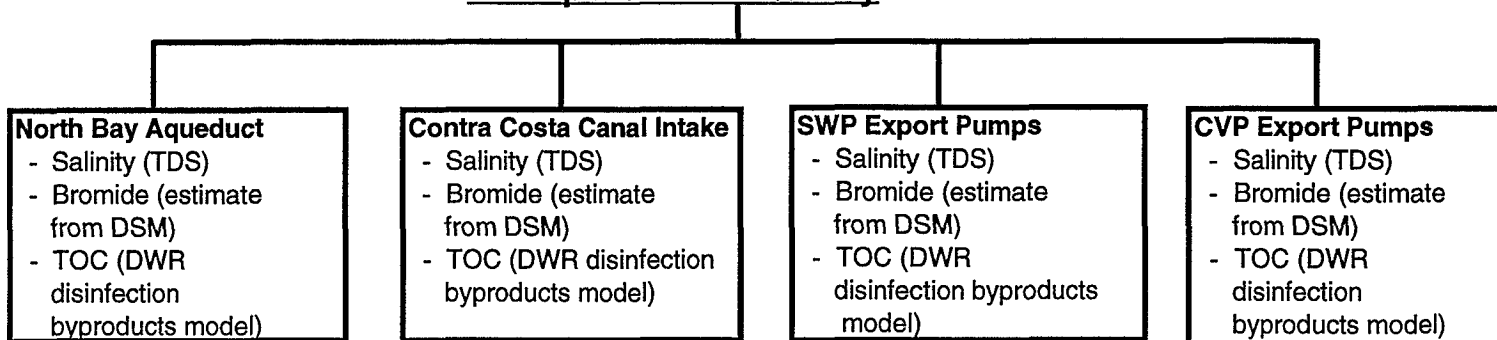 North Bay Aqueduct
- Salinity (TDS)
- Bromide (estimate
from DSM)
- TOC (DWR
disinfection
byproducts model)
Contra Costa Canal Intake
- Salinity (TDS)
- Bromide (estimate
from DSM)
- TOC (DWR disinfection
byproducts model)
SWP Export Pumps
- Salinity (TDS)
- Bromide (estimate
from DSM)
- TOC (DWR
disinfection byproducts
model)
CVP Export Pumps
- Salinity (TDS)
- Bromide (estimate
from DSM)
- TOC (DWR
disinfection
byproducts model)